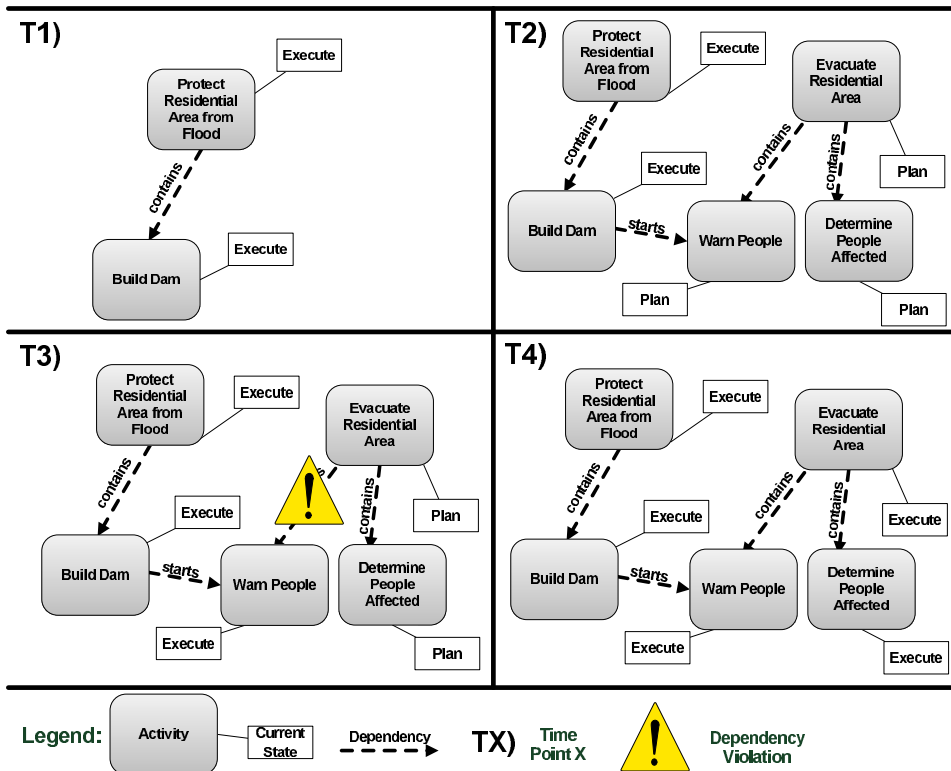 T1)
Execute
Protect
Residential
Area from
Flood
contains
Execute
Build Dam
T2)
Protect
Residential
Area from
Flood
Execute
Evacuate
Residential
Area
contains
contains
contains
Plan
Execute
Build Dam
starts
Warn People
Determine
People
Affected
Plan
Plan
T3)
Protect
Residential
Area from
Flood
Execute
Evacuate
Residential
Area
contains
s
contains
Plan
Execute
Build Dam
starts
Warn People
Determine
People
Affected
Execute
Plan
T4)
Protect
Residential
Area from
Flood
Execute
Evacuate
Residential
Area
contains
contains
contains
Execute
Execute
Build Dam
starts
Warn People
Determine
People
Affected
Execute
Execute
Legend:
Activity
Current
State
Dependency
TX)
Time
Point X
Dependency
Violation